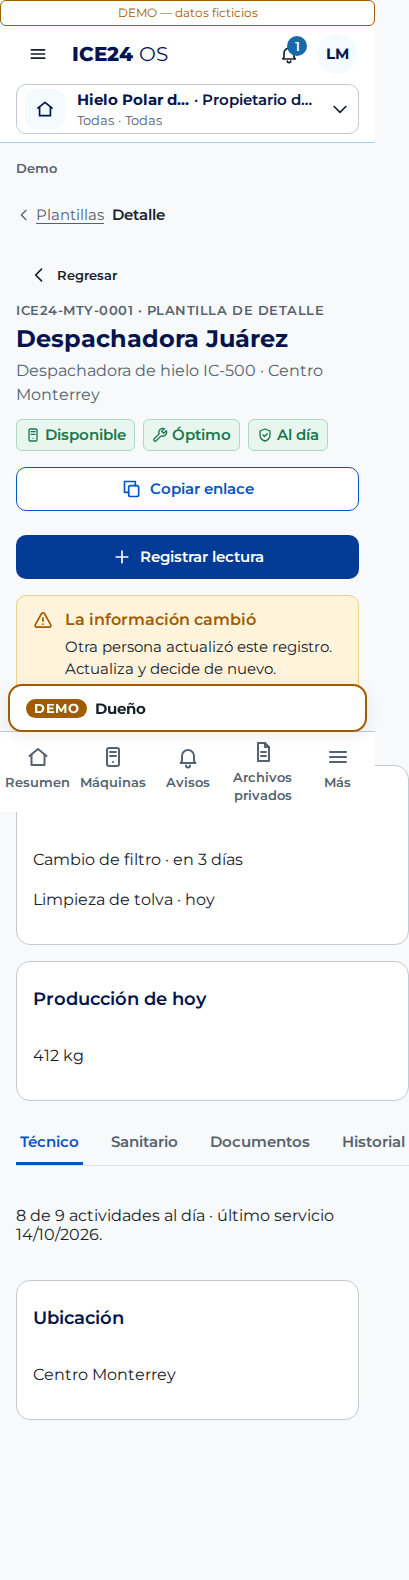 DEMO — datos ficticios
ICE24 OS
1
LM
Hielo Polar d... · Propietario d...
Todas · Todas
Demo
Plantillas Detalle
Regresar
ICE24-MTY-0001 · PLANTILLA DE DETALLE
Despachadora Juárez
Despachadora de hielo IC-500 · Centro
Monterrey
Disponible Óptimo Al día
Copiar enlace
Registrar lectura
La información cambió
Otra persona actualizó este registro.
Actualiza y decide de nuevo.
DEMO Dueño
Resumen Máquinas Avisos Archivos privados Más
Cambio de filtro · en 3 días
Limpieza de tolva · hoy
Producción de hoy
412 kg
Técnico Sanitario Documentos Historial
8 de 9 actividades al día · último servicio
14/10/2026.
Ubicación
Centro Monterrey